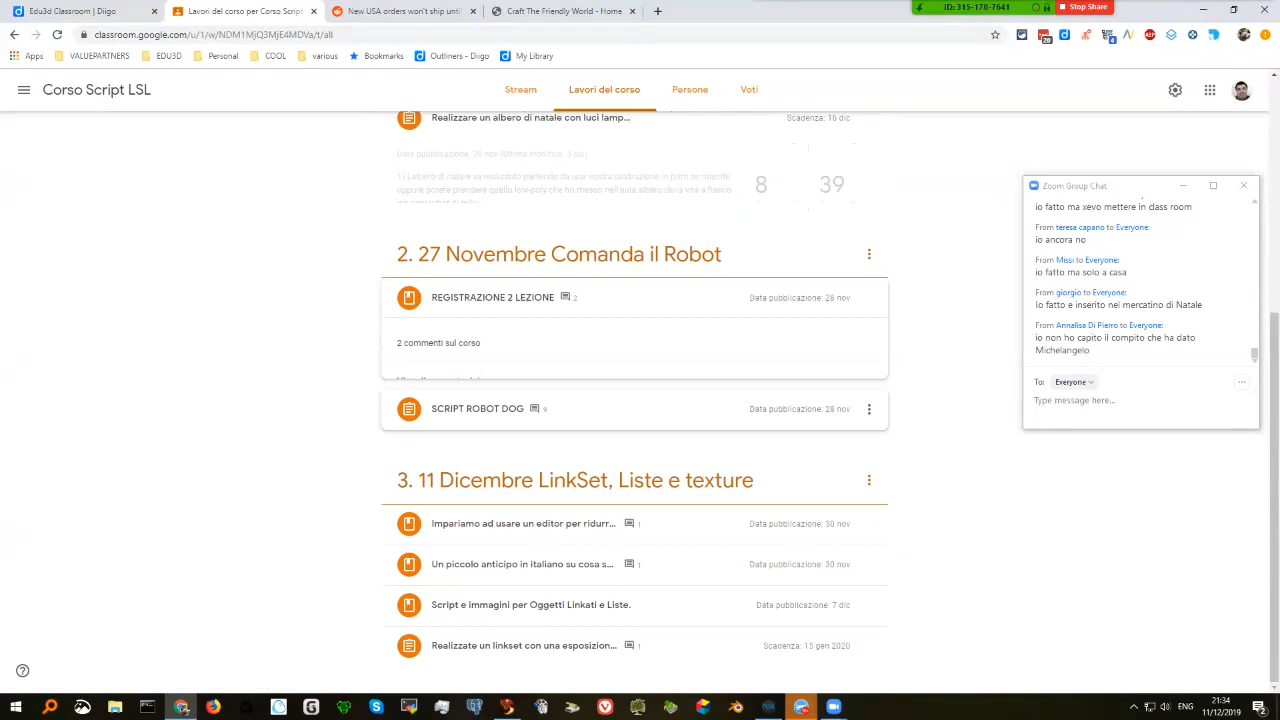 Edu3d Classroom | Diigo
Lavori del corso per Corso Script
New USA orders won't ship unti
Craft The Friendly World - Home
ID: 315-178-7641
Stop Share
classroom.google.com/u/1/w/NDM1MjQ3MjE4MDVa/t/all
Apps
VALUEPARTNERS
EDU3D
Personal
COOL
various
Bookmarks
Outliners - Diigo
My Library
Corso Script LSL
Stream
Lavori del corso
Persone
Voti
Realizzare un albero di natale con luci lamp...
Scadenza: 16 dic
8
39
2. 27 Novembre Comanda il Robot
REGISTRAZIONE 2 LEZIONE
2
Data pubblicazione: 28 nov
2 commenti sul corso
SCRIPT ROBOT DOG
9
Data pubblicazione: 28 nov
3. 11 Dicembre LinkSet, Liste e texture
Impariamo ad usare un editor per ridurr...
1
Data pubblicazione: 30 nov
Un piccolo anticipo in italiano su cosa s...
1
Data pubblicazione: 30 nov
Script e immagini per Oggetti Linkati e Liste.
Data pubblicazione: 7 dic
Realizzate un linkset con una esposizion...
1
Scadenza: 15 gen 2020
Zoom Group Chat
io fatto ma xevo mettere in class room
From teresa capano to Everyone:
io ancora no
From Missi to Everyone:
io fatto ma solo a casa
From giorgio to Everyone:
Io fatto e inserito nel mercatino di Natale
From Annalisa Di Pierro to Everyone:
io non ho capito il compito che ha dato
Michelangelo
To:
Everyone
Type message here...
ENG
21:34
11/12/2019